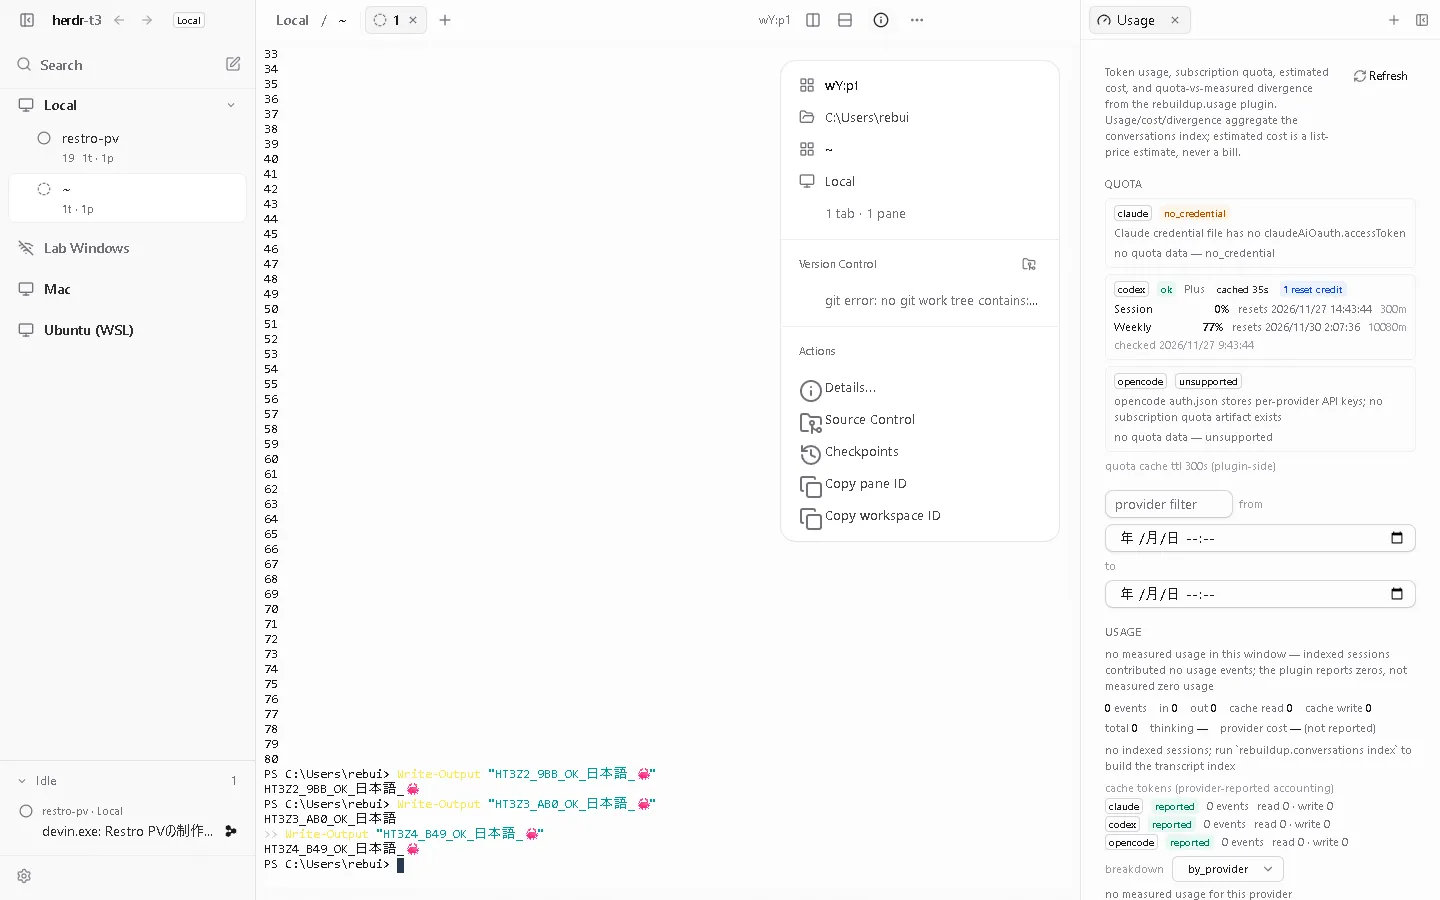 herdr-t3
Local
Search
Local
restro-pv
19 1t · 1p
~
1t · 1p
Lab Windows
Mac
Ubuntu (WSL)
Idle
1
restro-pv · Local
devin.exe: Restro PVの制作...
Local / ~
1
wY:p1
33
34
35
36
37
38
39
40
41
42
43
44
45
46
47
48
49
50
51
52
53
54
55
56
57
58
59
60
61
62
63
64
65
66
67
68
69
70
71
72
73
74
75
76
77
78
79
80
PS C:\Users\rebui> Write-Output "HT3Z2_9BB_OK_日本語_🦀"
HT3Z2_9BB_OK_日本語_🦀
PS C:\Users\rebui> Write-Output "HT3Z3_AB0_OK_日本語_🦀"
HT3Z3_AB0_OK_日本語
>> Write-Output "HT3Z4_B49_OK_日本語_🦀"
HT3Z4_B49_OK_日本語_🦀
PS C:\Users\rebui>
wY:p1
C:\Users\rebui
~
Local
1 tab · 1 pane
Version Control
git error: no git work tree contains:...
Actions
Details...
Source Control
Checkpoints
Copy pane ID
Copy workspace ID
Usage
Token usage, subscription quota, estimated
cost, and quota-vs-measured divergence
from the rebuildup.usage plugin.
Usage/cost/divergence aggregate the
conversations index; estimated cost is a list-
price estimate, never a bill.
Refresh
QUOTA
claude no_credential
Claude credential file has no claudeAiOauth.accessToken
no quota data — no_credential
codex ok Plus cached 35s 1 reset credit
Session 0% resets 2026/11/27 14:43:44 300m
Weekly 77% resets 2026/11/30 2:07:36 10080m
checked 2026/11/27 9:43:44
opencode unsupported
opencode auth.json stores per-provider API keys; no
subscription quota artifact exists
no quota data — unsupported
quota cache ttl 300s (plugin-side)
provider filter from
年 /月/日 --:--
to
年 /月/日 --:--
USAGE
no measured usage in this window — indexed sessions
contributed no usage events; the plugin reports zeros, not
measured zero usage
0 events in 0 out 0 cache read 0 cache write 0
total 0 thinking — provider cost — (not reported)
no indexed sessions; run `rebuildup.conversations index` to
build the transcript index
cache tokens (provider-reported accounting)
claude reported 0 events read 0 · write 0
codex reported 0 events read 0 · write 0
opencode reported 0 events read 0 · write 0
breakdown by_provider
no measured usage for this provider